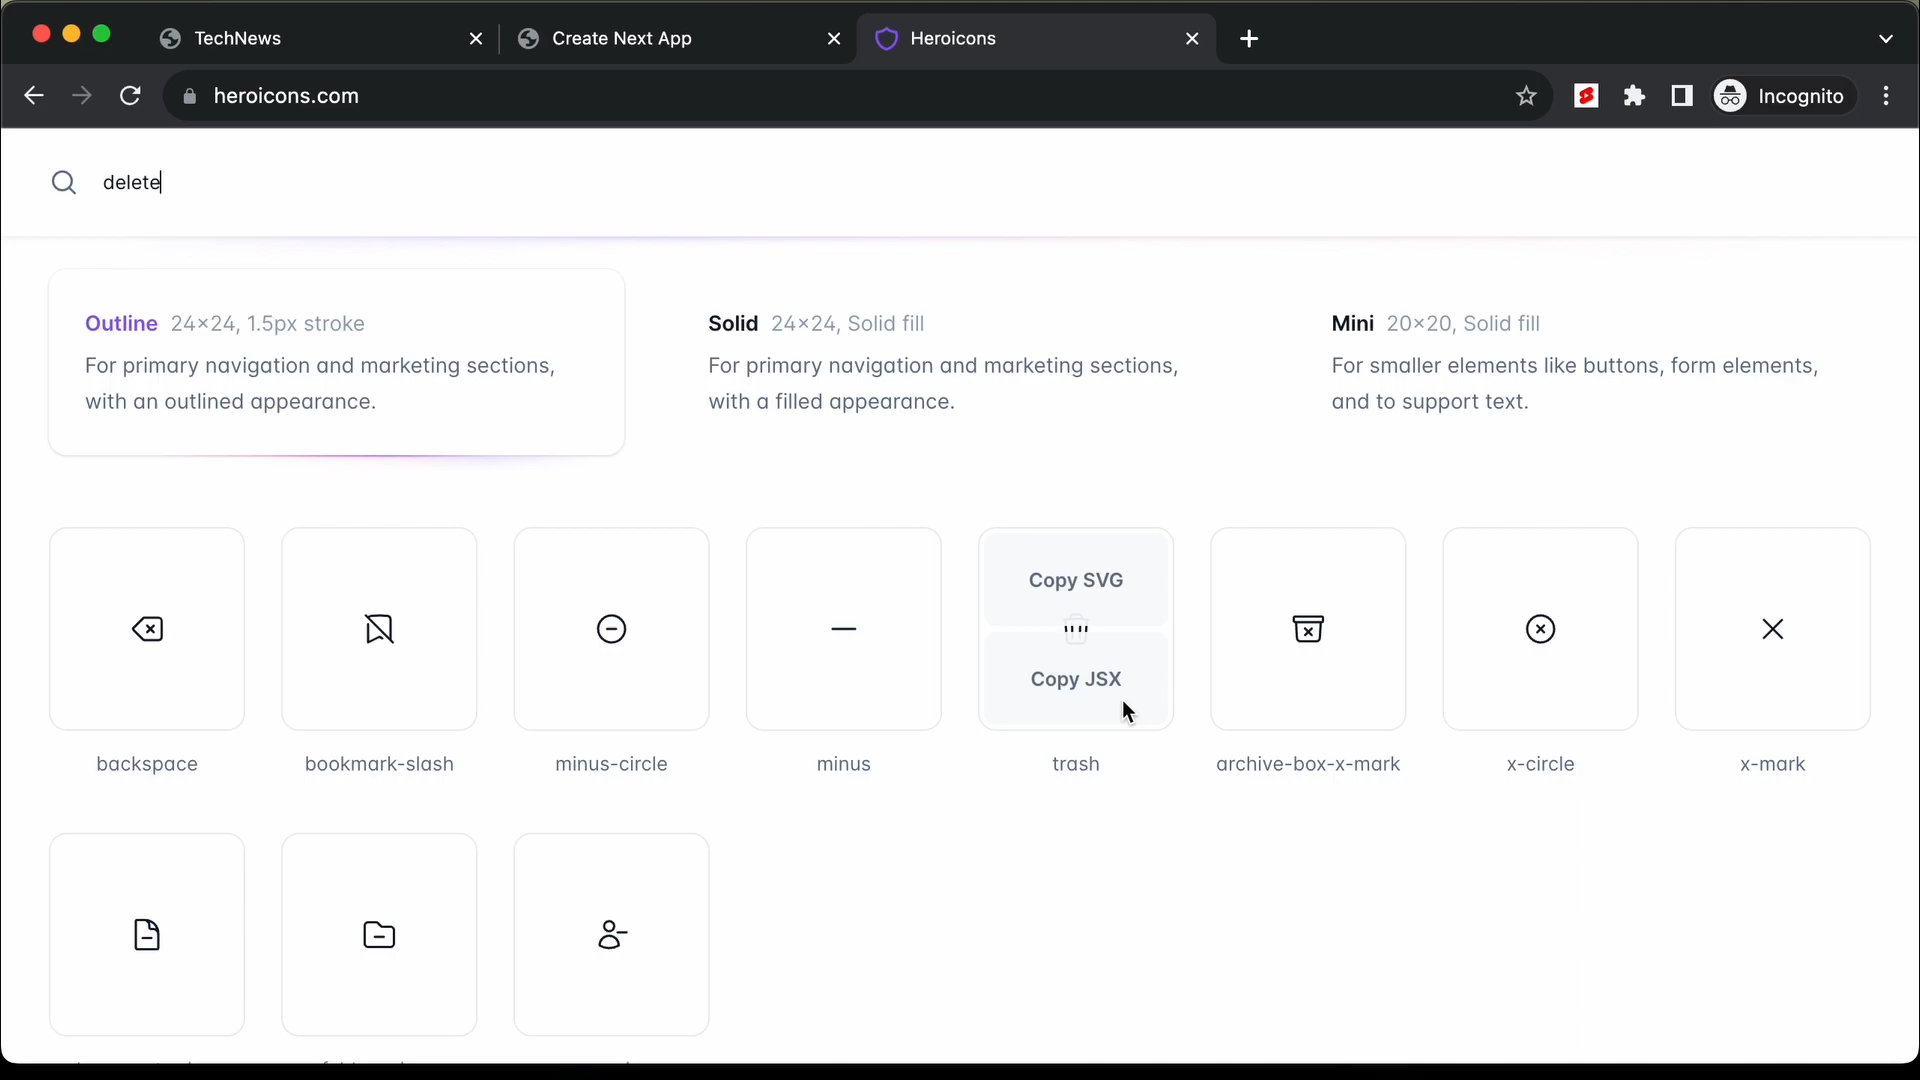 TechNews
Create Next App
Heroicons
heroicons.com
Incognito
delete
Outline 24×24, 1.5px stroke
For primary navigation and marketing sections,
with an outlined appearance.
Solid 24×24, Solid fill
For primary navigation and marketing sections,
with a filled appearance.
Mini 20×20, Solid fill
For smaller elements like buttons, form elements,
and to support text.
Copy SVG
Copy JSX
backspace
bookmark-slash
minus-circle
minus
trash
archive-box-x-mark
x-circle
x-mark